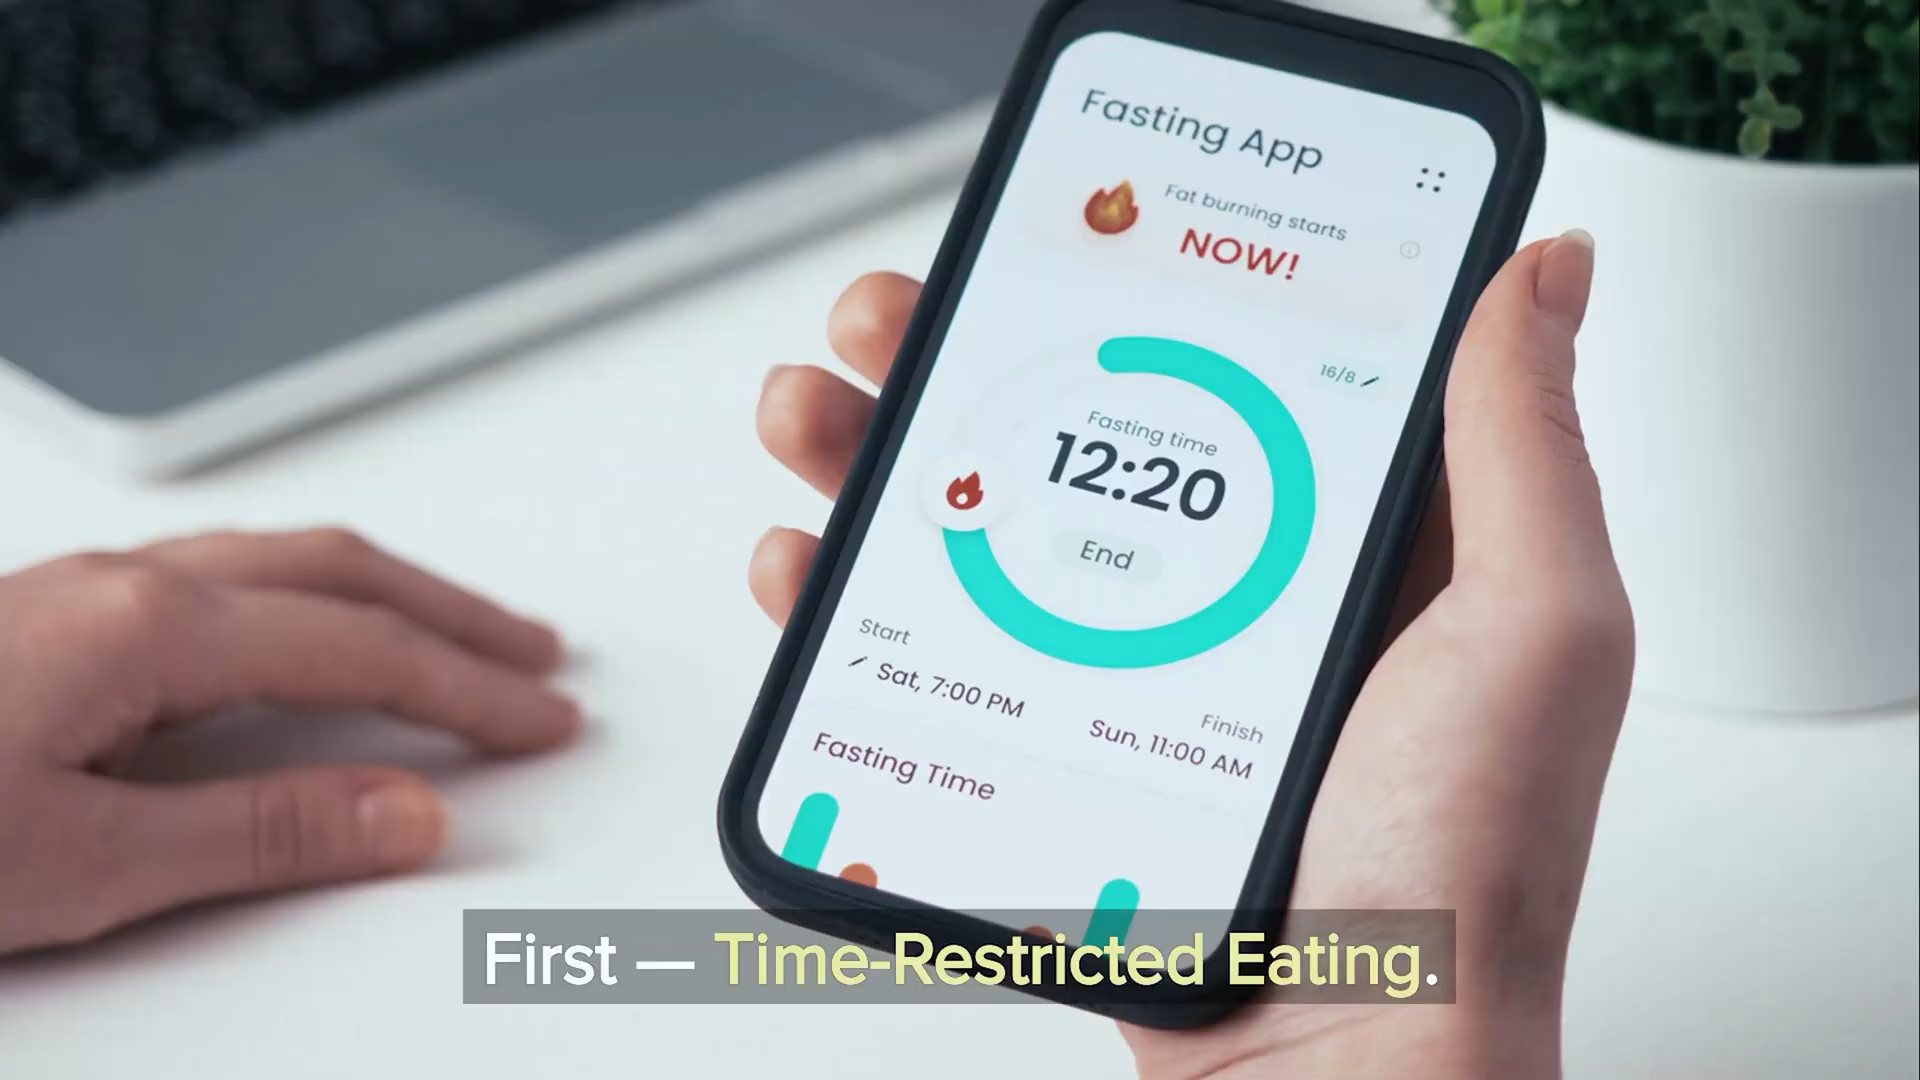 Fasting App
Fat burning starts
NOW!
16/8
Fasting time
12:20
End
Start
Sat, 7:00 PM
Finish
Sun, 11:00 AM
Fasting Time
First — Time-Restricted Eating.